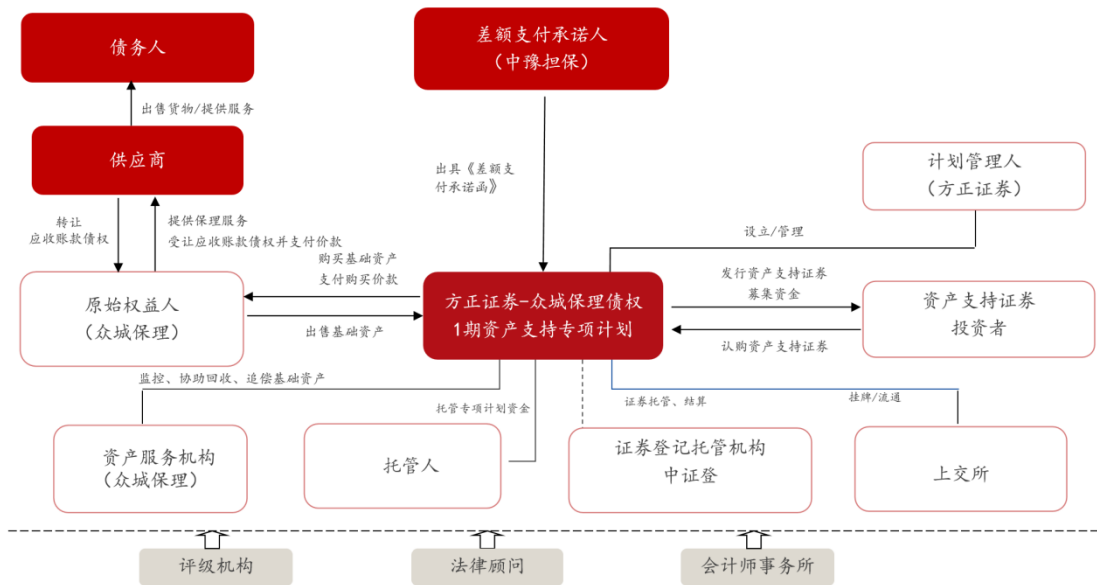 债务人
差额支付承诺人
（中豫担保）
出售货物/提供服务
供应商
出具《差额支
付承诺函》
计划管理人
（方正证券）
转让
应收账款债权
提供保理服务
受让应收账款债权并支付价款
设立/管理
购买基础资产
支付购买价款
发行资产支持证券
募集资金
原始权益人
（众城保理）
方正证券-众城保理债权
1期资产支持专项计划
资产支持证券
投资者
出售基础资产
认购资产支持证券
监控、协助回收、追偿基础资产
托管专项计划资金
证券托管、结算
挂牌/流通
资产服务机构
（众城保理）
托管人
证券登记托管机构
中证登
上交所
评级机构
法律顾问
会计师事务所